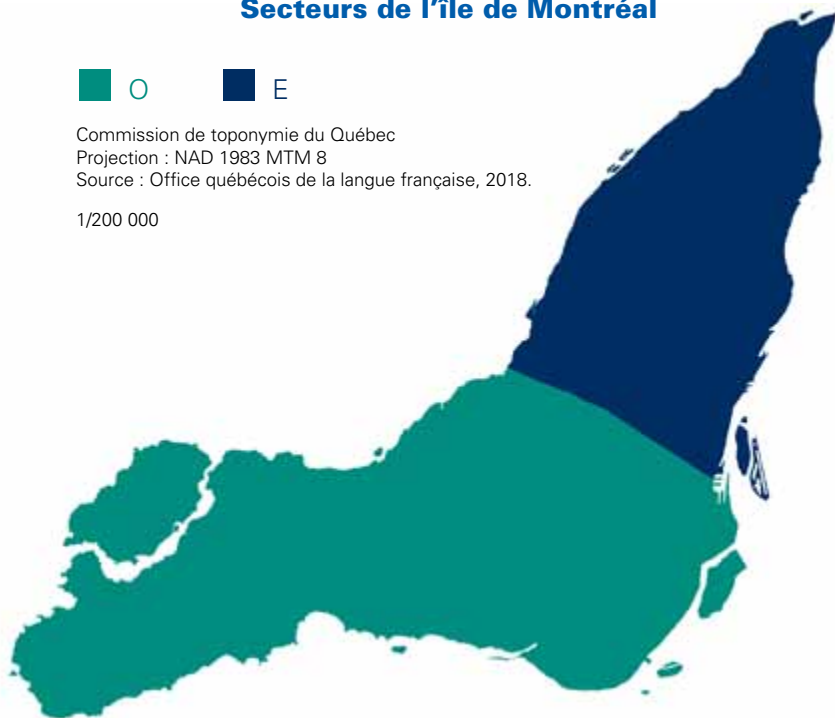 Secteurs de l'île de Montréal
O E
Commission de toponymie du Québec
Projection : NAD 1983 MTM 8
Source : Office québécois de la langue française, 2018.
1/200 000